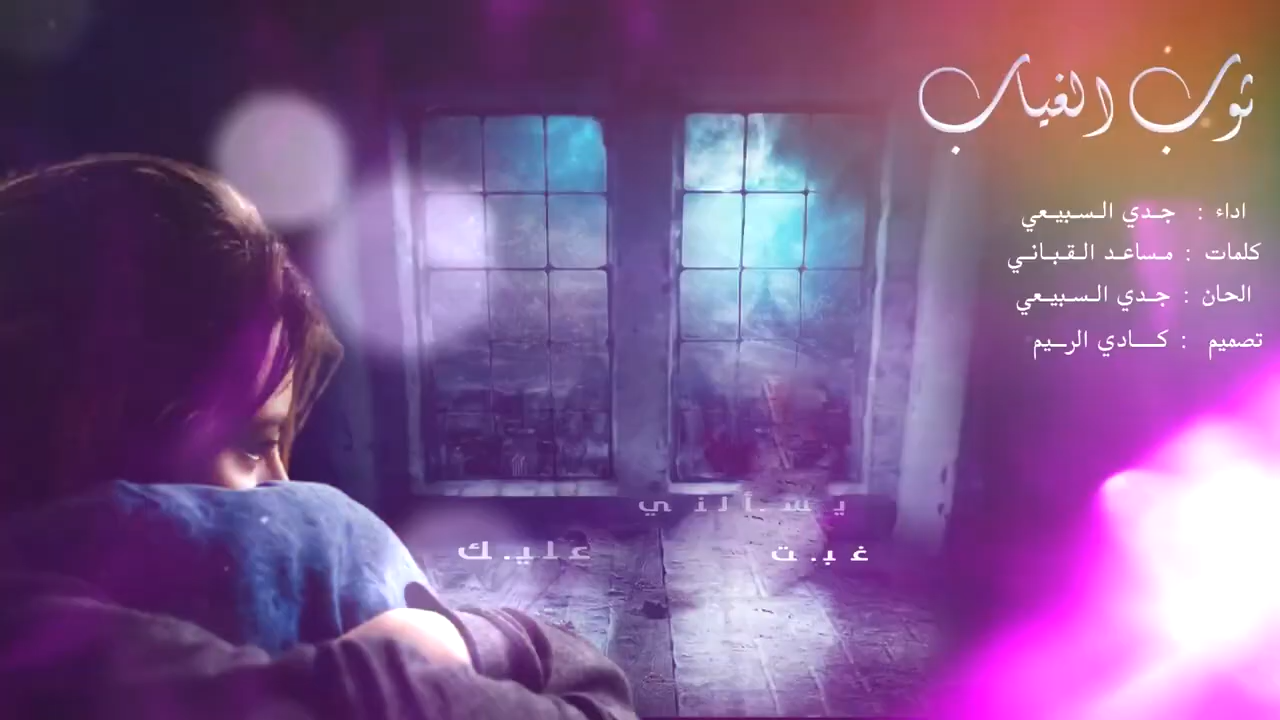 ثوب الغياب
اداء : جدي السبيعي
كلمات : مساعد القباني
الحان : جدي السبيعي
تصميم : كادي الريم
يسألني
غبت عليك